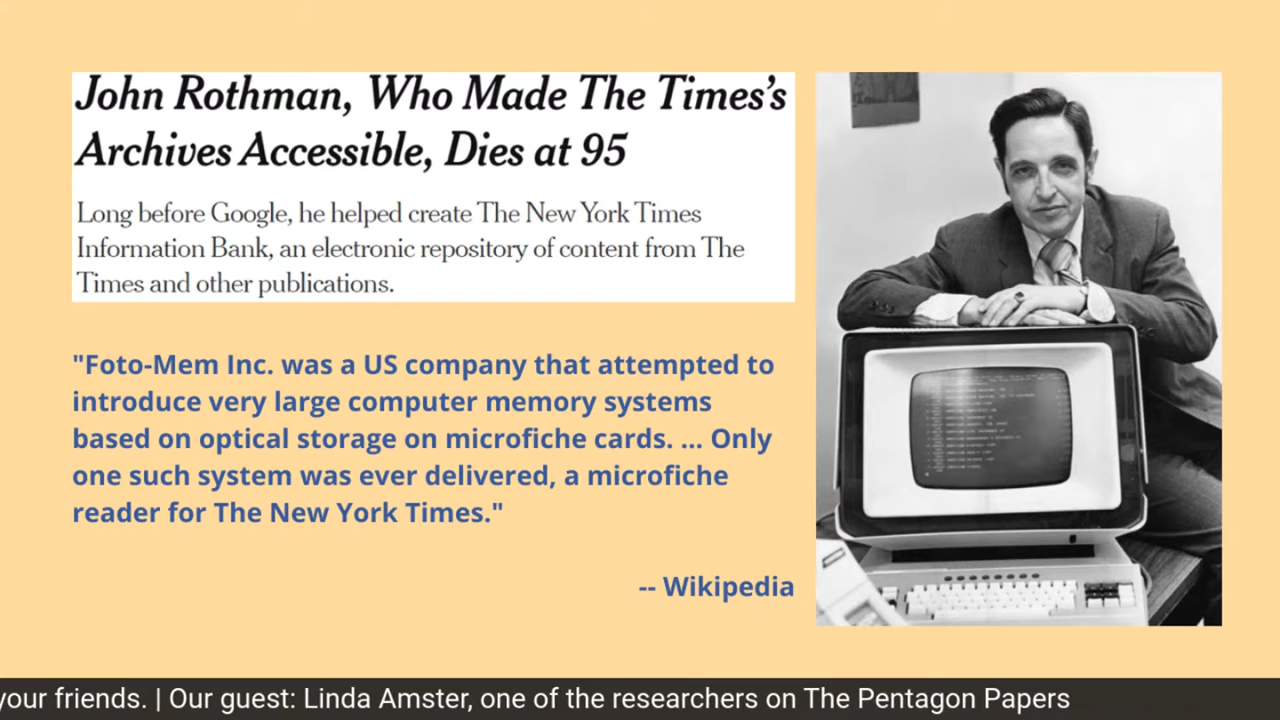 John Rothman, Who Made The Times’s
Archives Accessible, Dies at 95
Long before Google, he helped create The New York Times
Information Bank, an electronic repository of content from The
Times and other publications.
"Foto-Mem Inc. was a US company that attempted to
introduce very large computer memory systems
based on optical storage on microfiche cards. ... Only
one such system was ever delivered, a microfiche
reader for The New York Times."
-- Wikipedia
your friends. | Our guest: Linda Amster, one of the researchers on The Pentagon Papers